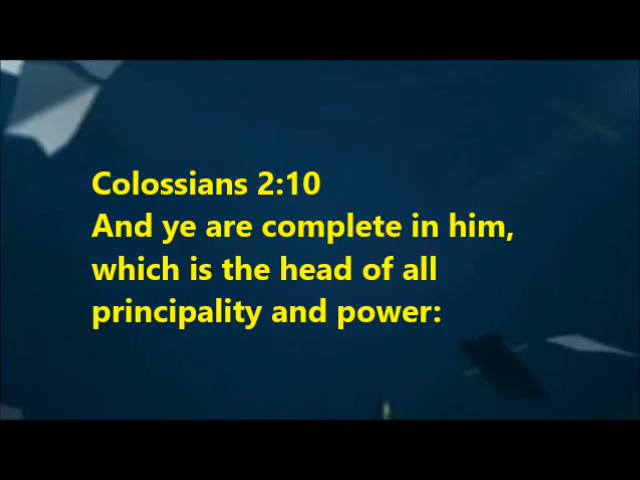 Colossians 2:10
And ye are complete in him,
which is the head of all
principality and power: